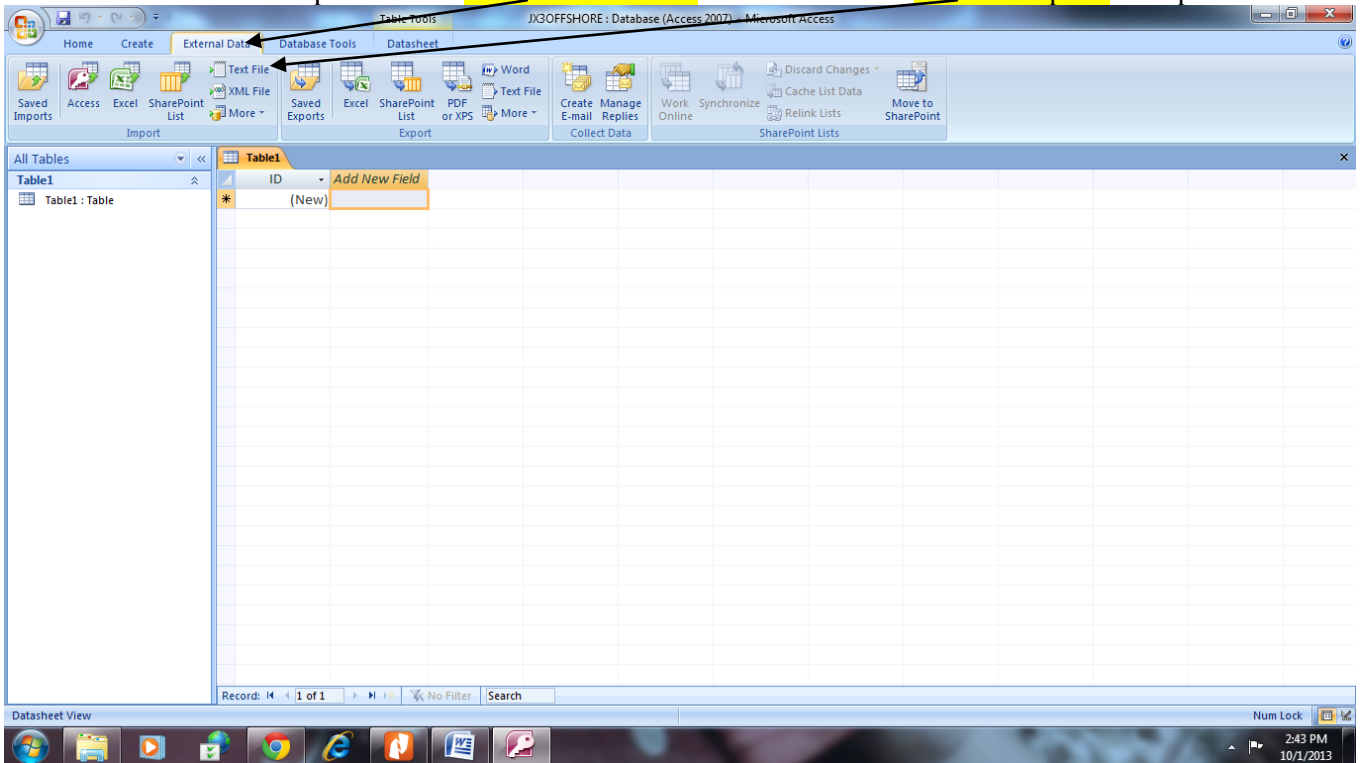 Table Tools
JX3OFFSHORE : Database (Access 2007) - Microsoft Access
Home Create External Data Database Tools Datasheet
Saved Imports
Access
Excel
SharePoint List
Text File
XML File
More
Import
Saved Exports
Excel
SharePoint List
PDF or XPS
Word
Text File
More
Export
Create E-mail
Manage Replies
Collect Data
Work Online
Synchronize
Discard Changes
Cache List Data
Relink Lists
Move to SharePoint
SharePoint Lists
All Tables
Table1
Table1 : Table
Table1
ID Add New Field
(New)
Record: 1 of 1 No Filter Search
Datasheet View
Num Lock
2:43 PM
10/1/2013